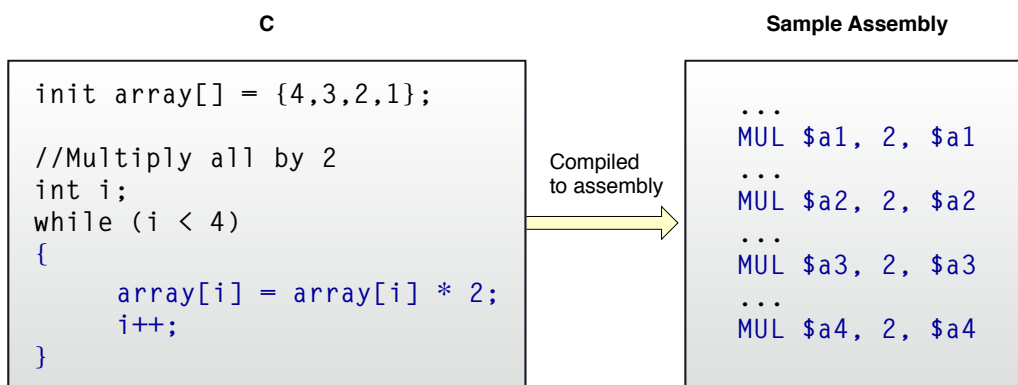 C
init array[] = {4,3,2,1};
//Multiply all by 2
int i;
while (i < 4)
{
array[i] = array[i] * 2;
i++;
}
Compiled
to assembly
Sample Assembly
...
MUL $a1, 2, $a1
...
MUL $a2, 2, $a2
...
MUL $a3, 2, $a3
...
MUL $a4, 2, $a4